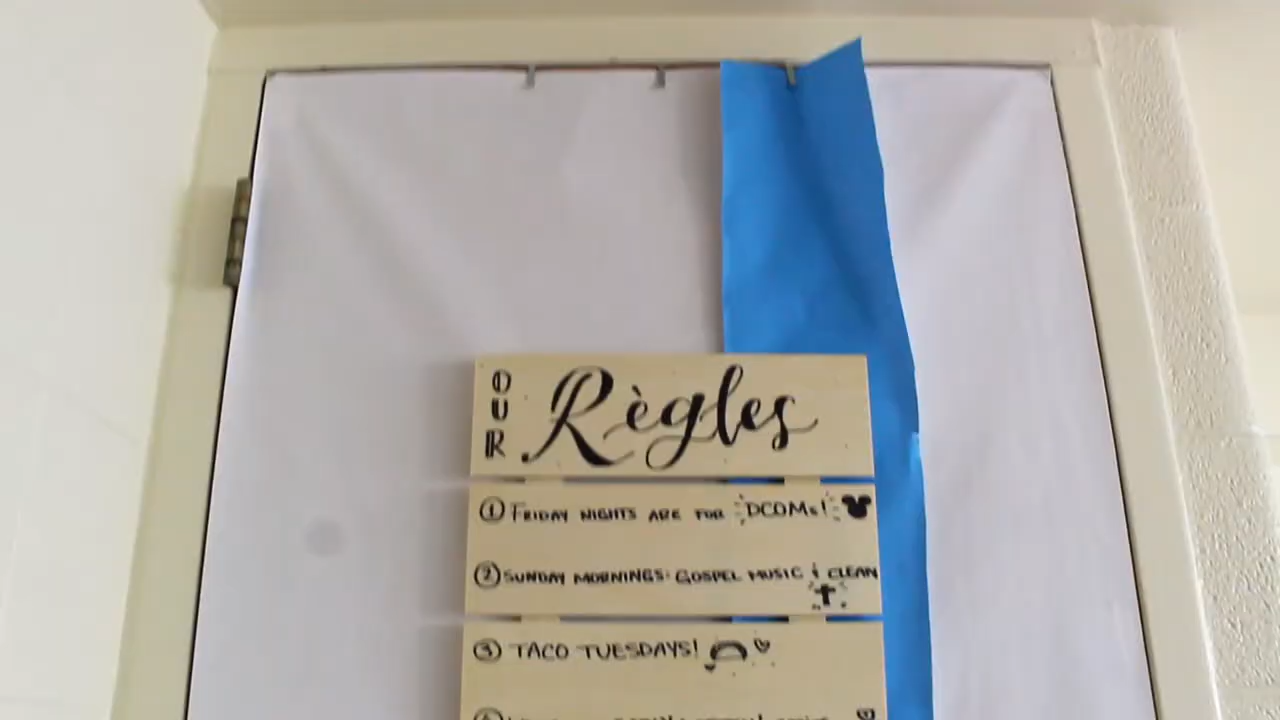 OUR Règles
① FRIDAY NIGHTS ARE FOR DCOMs!
② SUNDAY MORNINGS: GOSPEL MUSIC & CLEAN
③ TACO TUESDAYS!